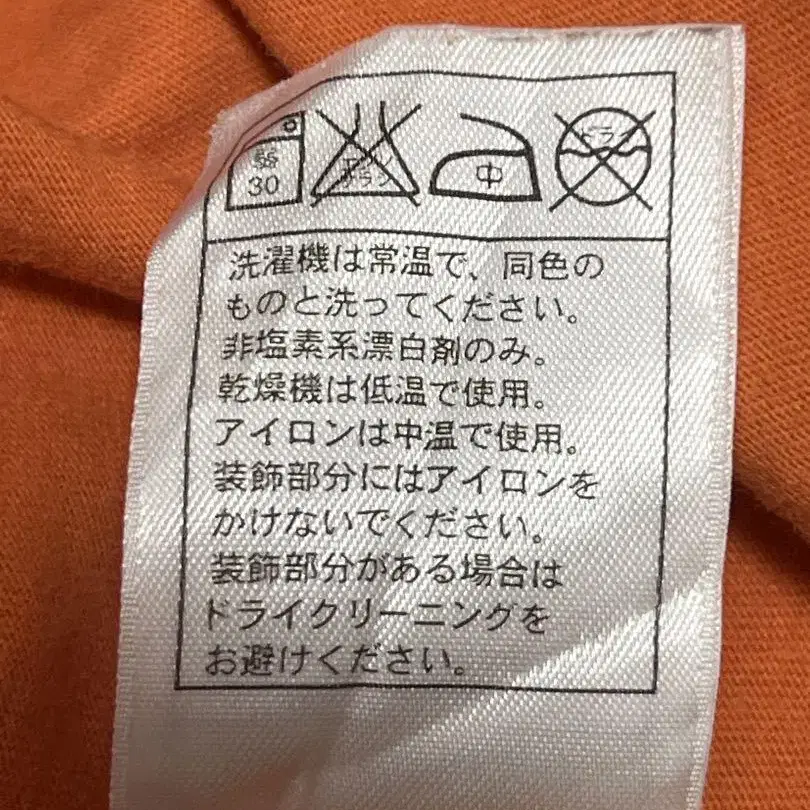 弱 30 エンソサラシ 中 ドライ
洗濯機は常温で、同色の
ものと洗ってください。
非塩素系漂白剤のみ。
乾燥機は低温で使用。
アイロンは中温で使用。
装飾部分にはアイロンを
かけないでください。
装飾部分がある場合は
ドライクリーニングを
お避けください。